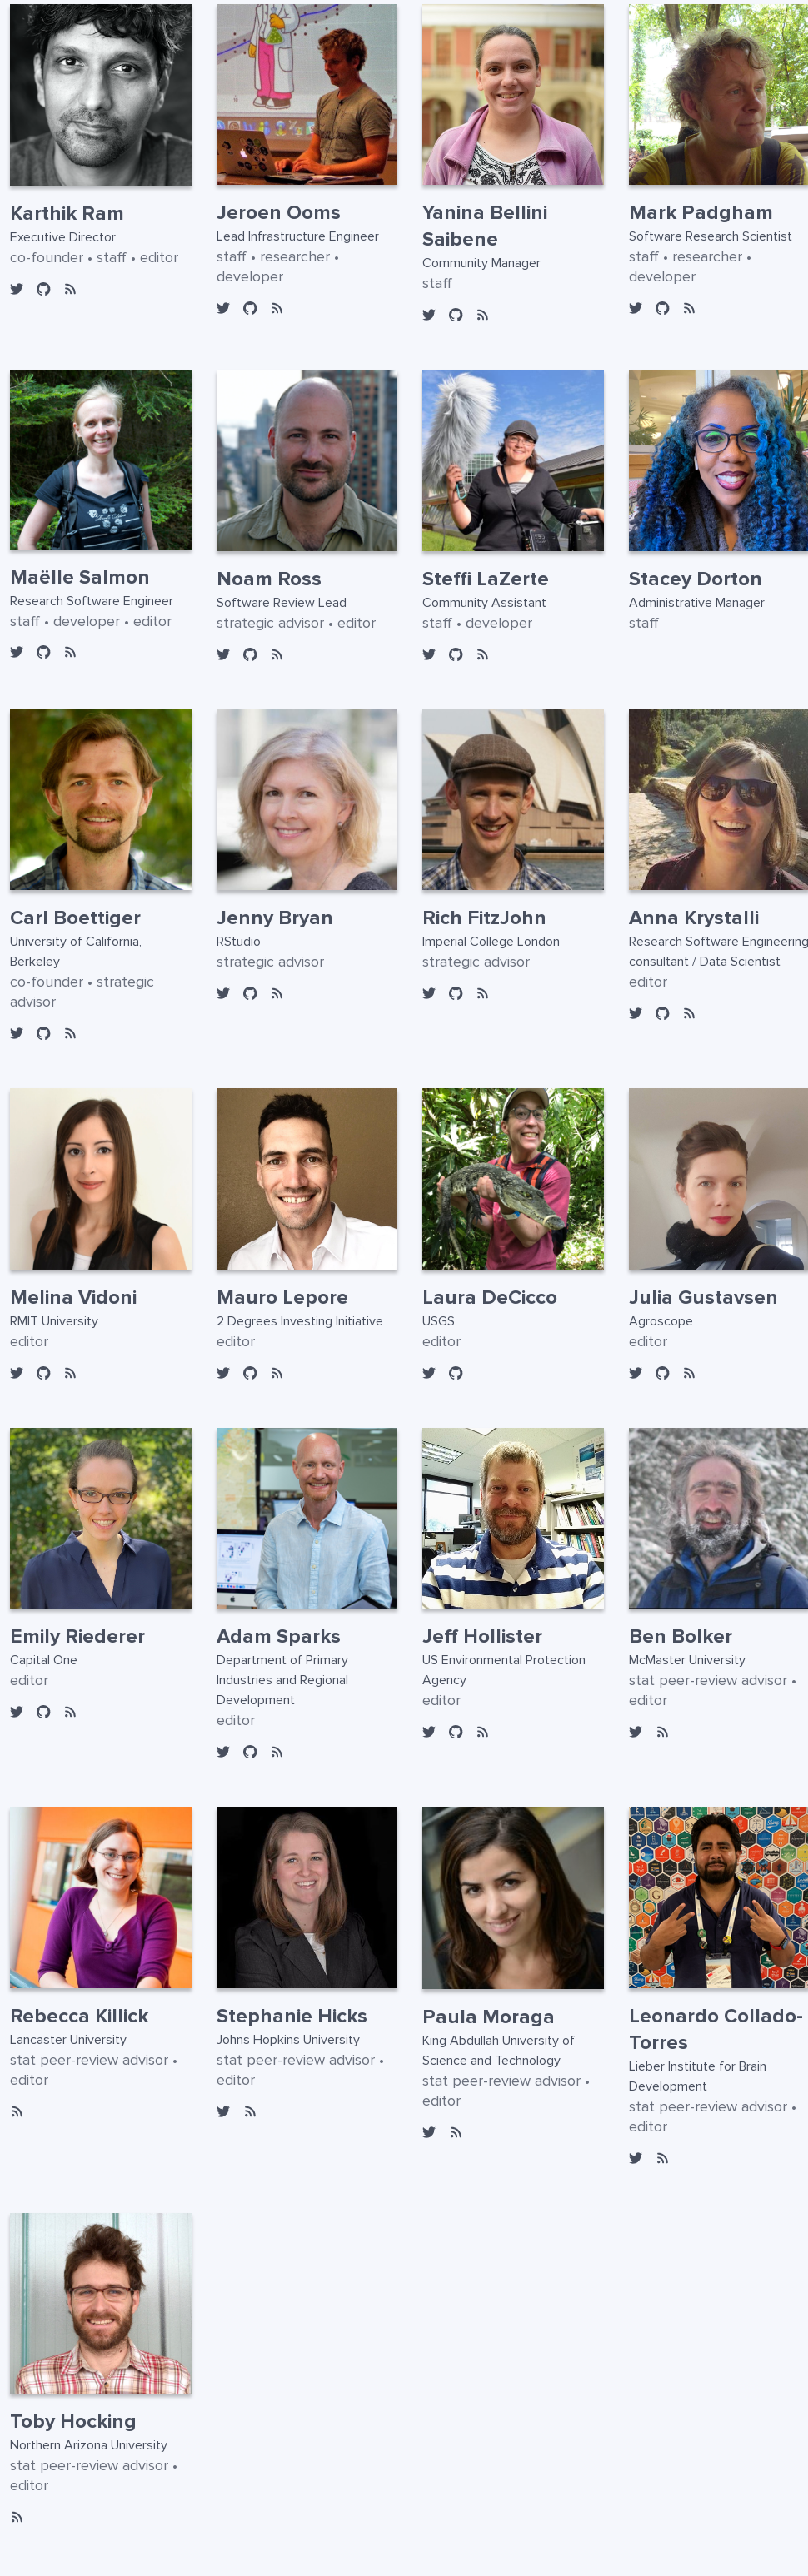 Karthik Ram
Executive Director
co-founder • staff • editor
Jeroen Ooms
Lead Infrastructure Engineer
staff • researcher •
developer
Yanina Bellini
Saibene
Community Manager
staff
Mark Padgham
Software Research Scientist
staff • researcher •
developer
Maëlle Salmon
Research Software Engineer
staff • developer • editor
Noam Ross
Software Review Lead
strategic advisor • editor
Steffi LaZerte
Community Assistant
staff • developer
Stacey Dorton
Administrative Manager
staff
Carl Boettiger
University of California,
Berkeley
co-founder • strategic
advisor
Jenny Bryan
RStudio
strategic advisor
Rich FitzJohn
Imperial College London
strategic advisor
Anna Krystalli
Research Software Engineering
consultant / Data Scientist
editor
Melina Vidoni
RMIT University
editor
Mauro Lepore
2 Degrees Investing Initiative
editor
Laura DeCicco
USGS
editor
Julia Gustavsen
Agroscope
editor
Emily Riederer
Capital One
editor
Adam Sparks
Department of Primary
Industries and Regional
Development
editor
Jeff Hollister
US Environmental Protection
Agency
editor
Ben Bolker
McMaster University
stat peer-review advisor •
editor
Rebecca Killick
Lancaster University
stat peer-review advisor •
editor
Stephanie Hicks
Johns Hopkins University
stat peer-review advisor •
editor
Paula Moraga
King Abdullah University of
Science and Technology
stat peer-review advisor •
editor
Leonardo Collado-
Torres
Lieber Institute for Brain
Development
stat peer-review advisor •
editor
Toby Hocking
Northern Arizona University
stat peer-review advisor •
editor